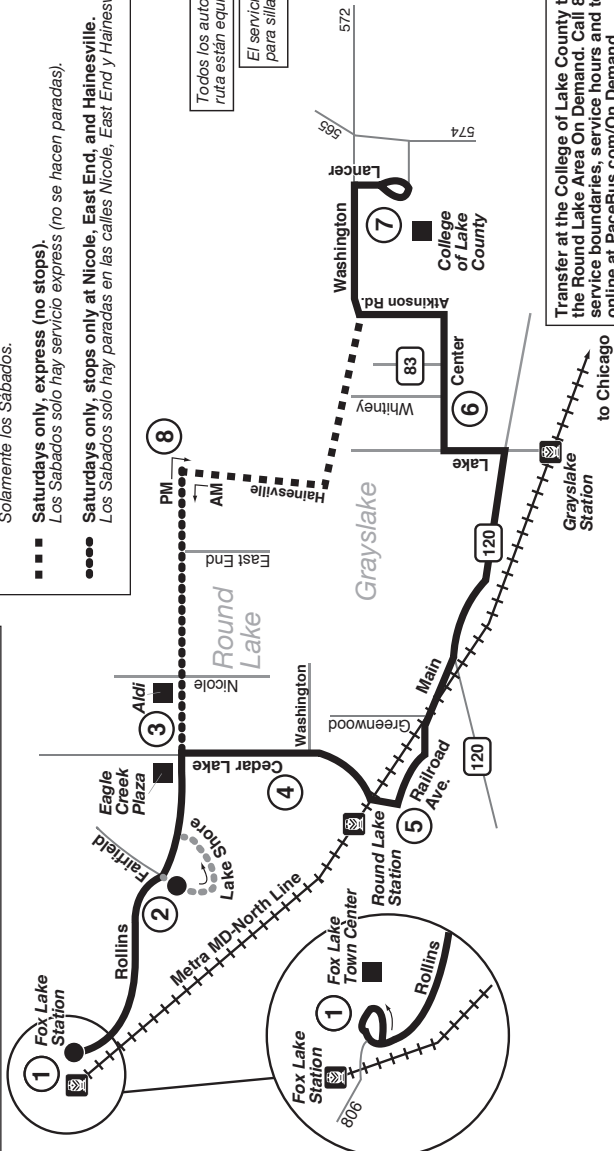 Solamente los Sábados.
Saturdays only, express (no stops).
Los Sabados solo hay servicio express (no se hacen paradas).
Saturdays only, stops only at Nicole, East End, and Hainesville.
Los Sabados solo hay paradas en las calles Nicole, East End y
Todos los
ruta están
El
para
Transfer at the College of Lake County
the Round Lake Area On Demand. Call
service boundaries, service hours and
online at PaceBus.com/On Demand
1
Fox Lake
Station
Rollins
2
Fairfield
Lake Shore
Eagle
Creek
Plaza
3
Aldi
Nicole
East End
PM
AM
8
Hainesville
Round
Lake
Grayslake
Cedar Lake
4
Washington
Greenwood
Metra MD-North Line
Round Lake
Station
5
Railroad
Ave.
Main
120
120
Lake
Grayslake
Station
to Chicago
6
Center
83
Whitney
Atkinson Rd.
Washington
Lancer
7
College
of Lake
County
565
572
574
Fox Lake
Station
1
Fox Lake
Town Center
Rollins
806